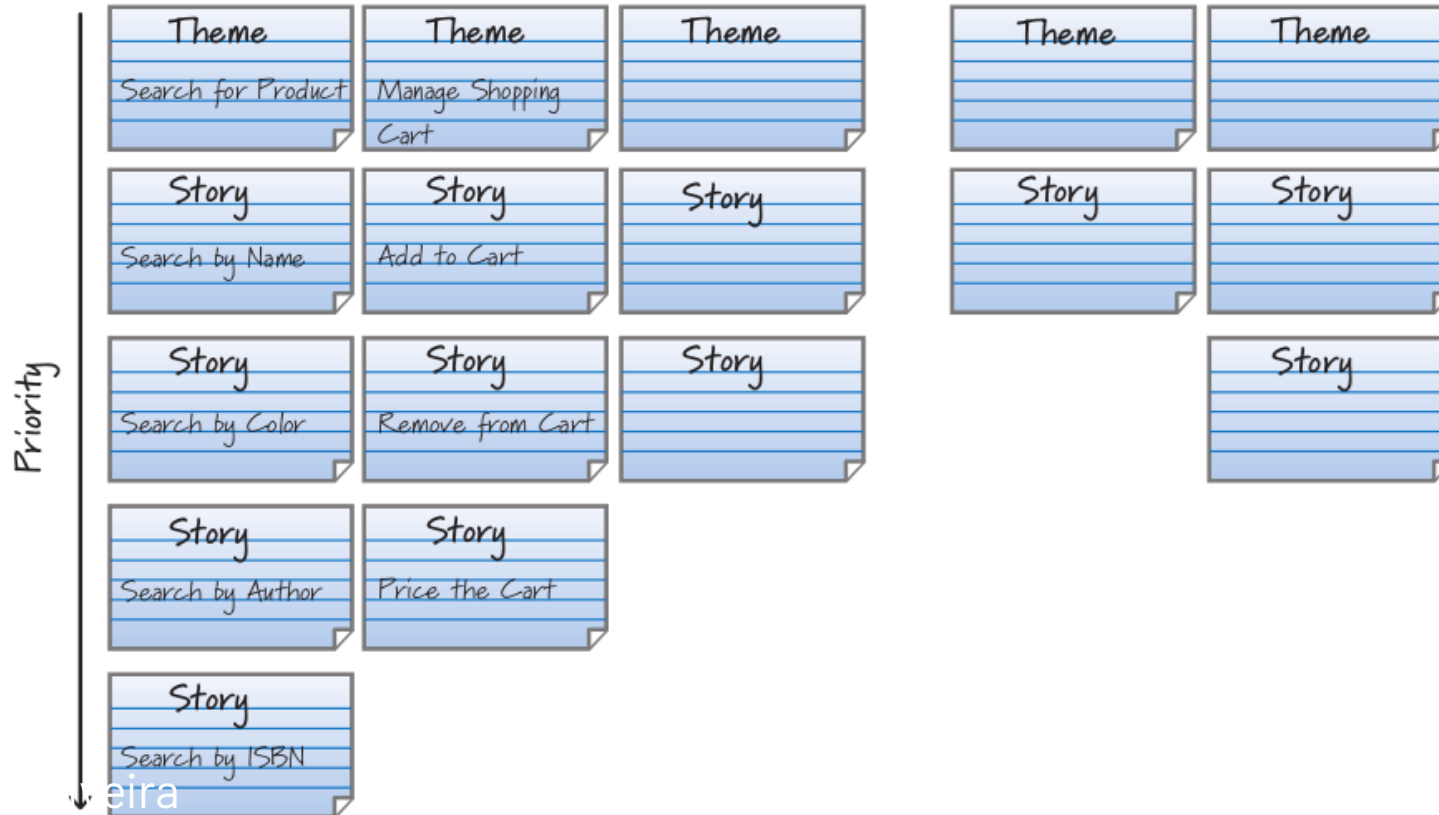 Theme
Search for Product
Theme
Manage Shopping
Cart
Theme
Theme
Theme
Story
Search by Name
Story
Add to Cart
Story
Story
Story
Story
Search by Color
Story
Remove from Cart
Story
Story
Story
Search by Author
Story
Price the Cart
Story
Search by ISBN
Priority